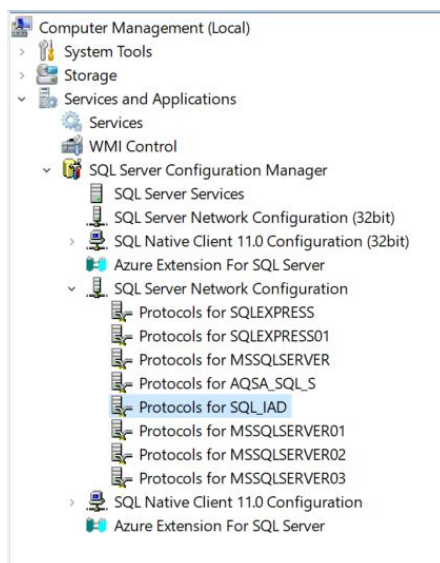 Computer Management (Local)
System Tools
Storage
Services and Applications
Services
WMI Control
SQL Server Configuration Manager
SQL Server Services
SQL Server Network Configuration (32bit)
SQL Native Client 11.0 Configuration (32bit)
Azure Extension For SQL Server
SQL Server Network Configuration
Protocols for SQLEXPRESS
Protocols for SQLEXPRESS01
Protocols for MSSQLSERVER
Protocols for AQSA_SQL_S
Protocols for SQL_IAD
Protocols for MSSQLSERVER01
Protocols for MSSQLSERVER02
Protocols for MSSQLSERVER03
SQL Native Client 11.0 Configuration
Azure Extension For SQL Server